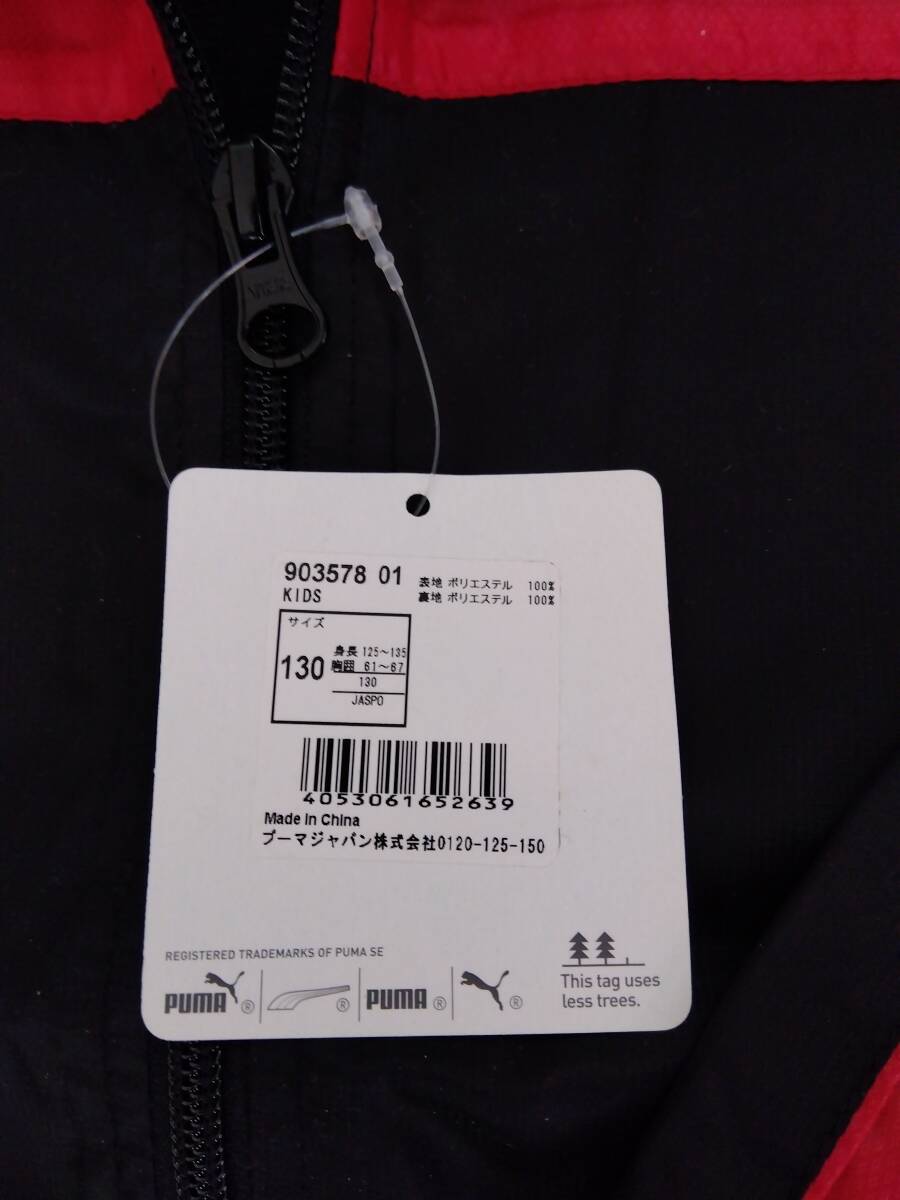 903578 01
KIDS
表地 ポリエステル 100%
裏地 ポリエステル 100%
サイズ
130
身長 125～135
胸囲 61～67
130
JASPO
4053061652639
Made in China
プーマジャパン株式会社0120-125-150
REGISTERED TRADEMARKS OF PUMA SE
PUMA® ® PUMA® ®
This tag uses
less trees.